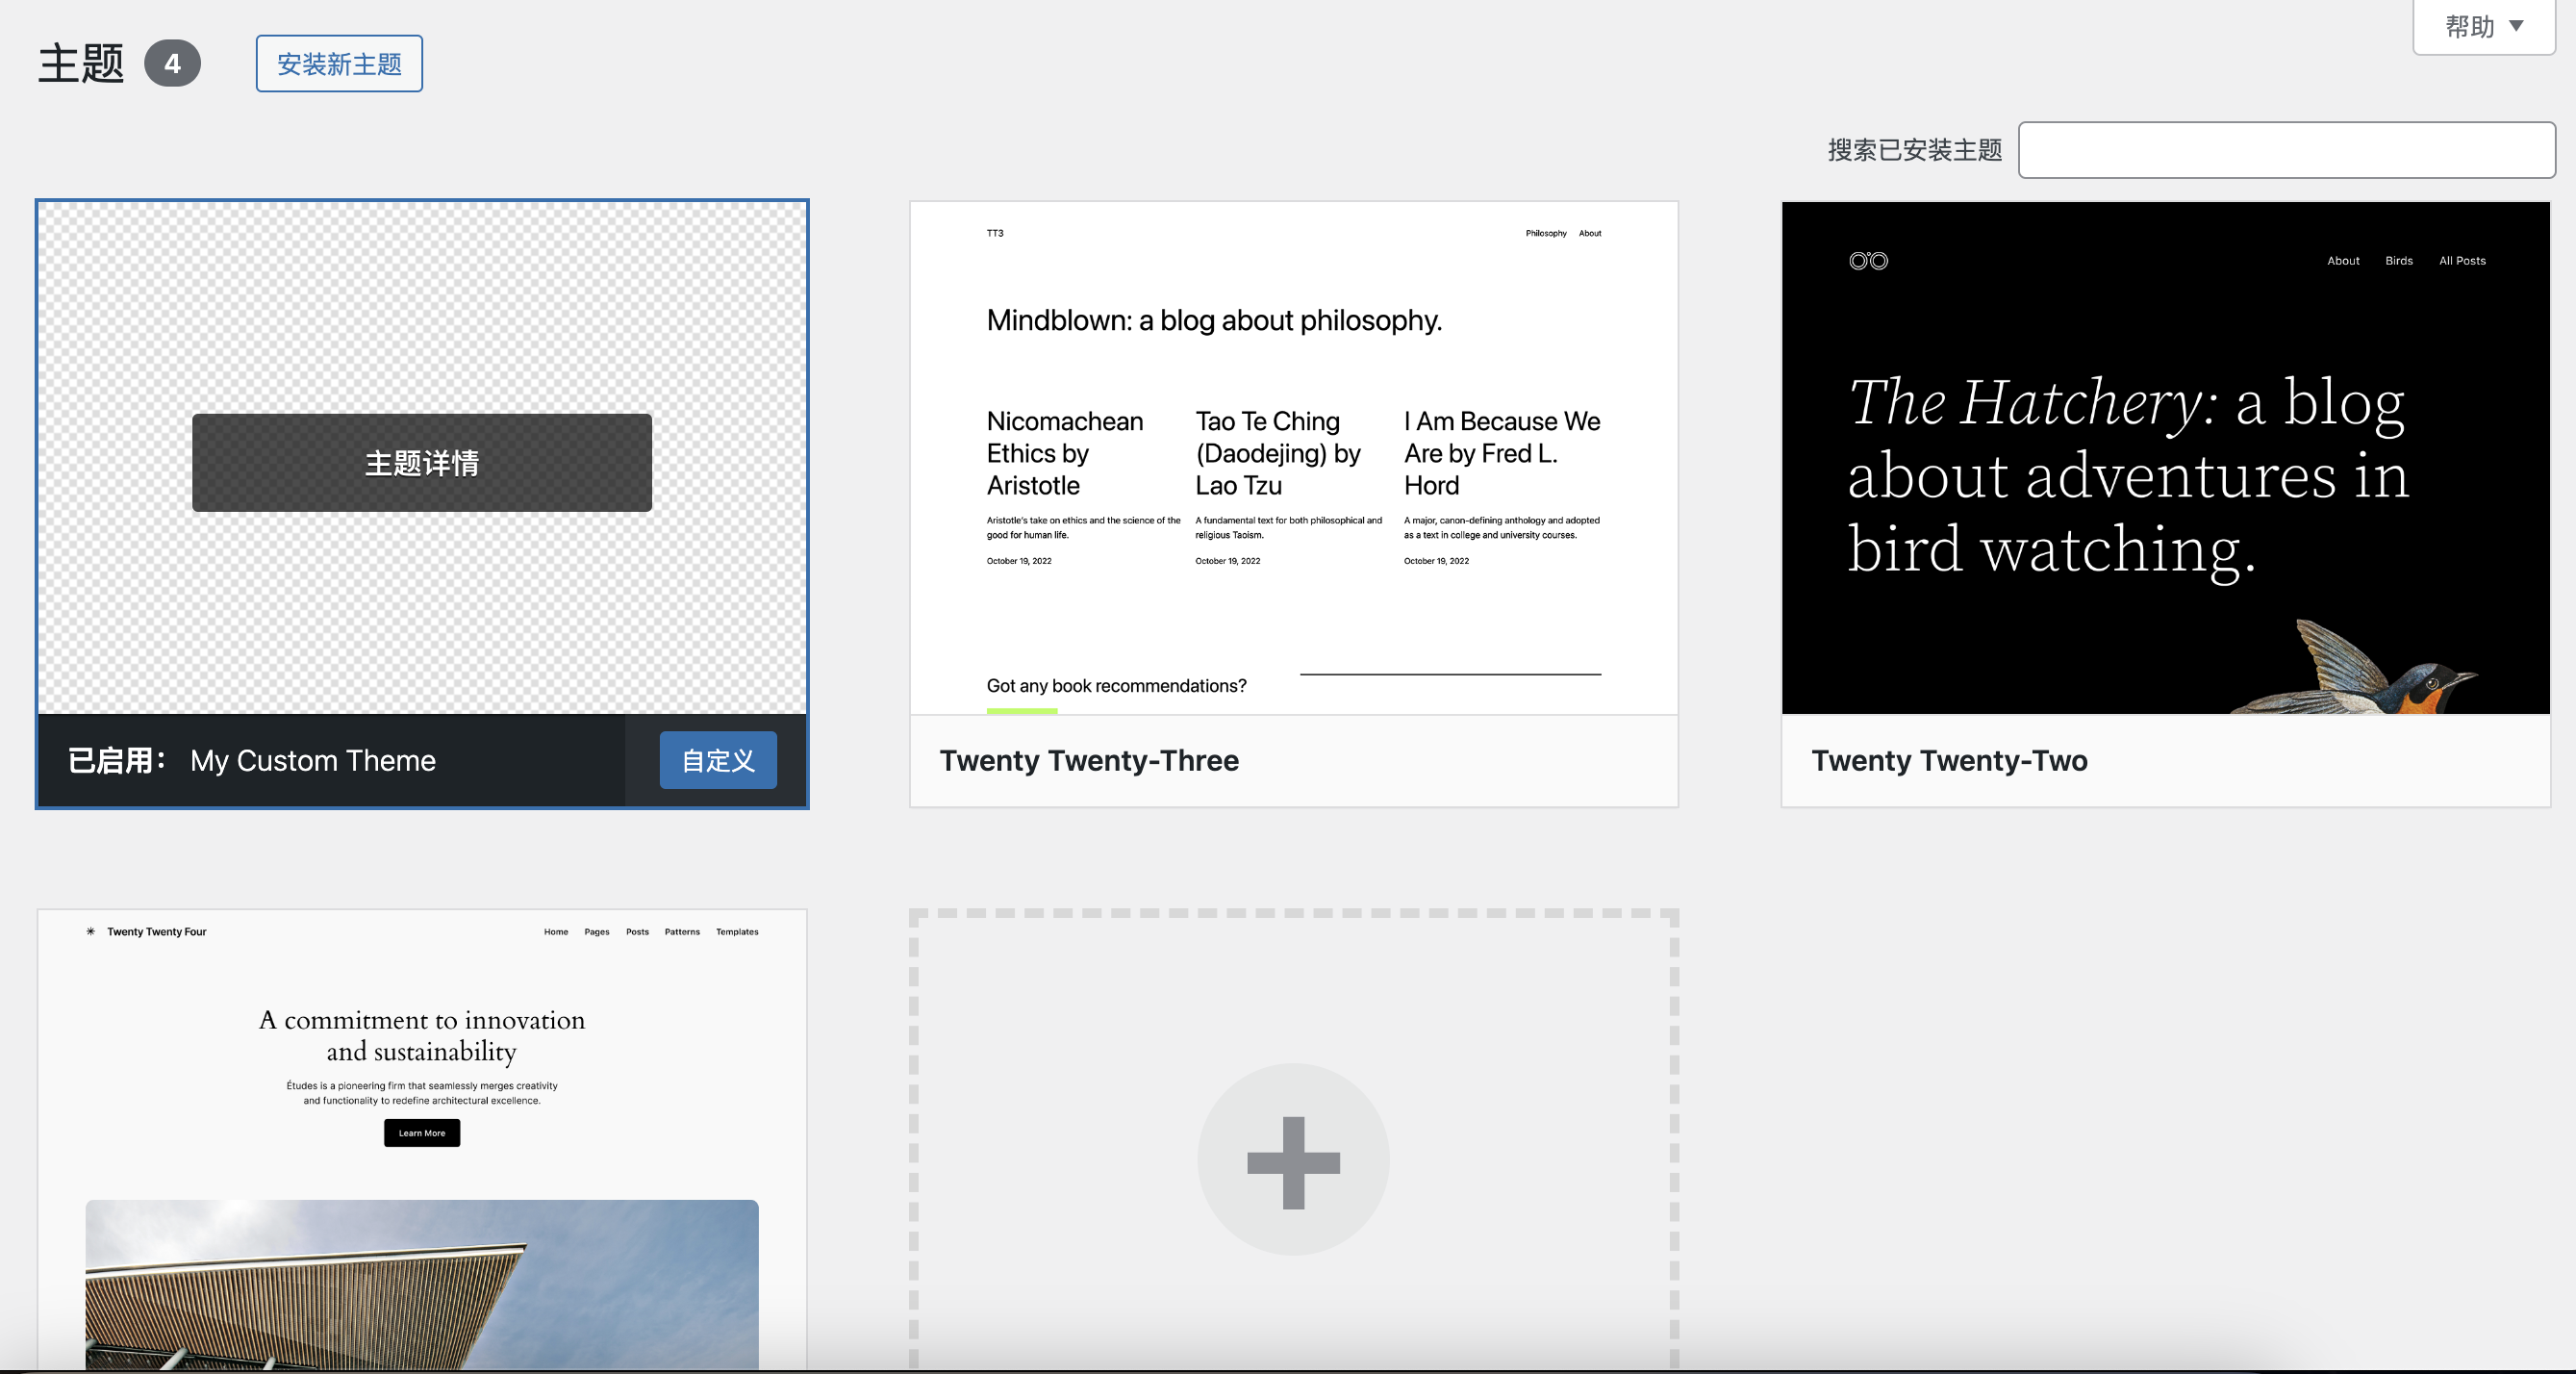 主题 4 安装新主题
帮助
搜索已安装主题
主题详情
已启用： My Custom Theme
自定义
TT3
Philosophy About
Mindblown: a blog about philosophy.
Nicomachean
Ethics by
Aristotle
Aristotle's take on ethics and the science of the
good for human life.
October 19, 2022
Tao Te Ching
(Daodejing) by
Lao Tzu
A fundamental text for both philosophical and
religious Taoism.
October 19, 2022
I Am Because We
Are by Fred L.
Hord
A major, canon-defining anthology and adopted
as a text in college and university courses.
October 19, 2022
Got any book recommendations?
Twenty Twenty-Three
About Birds All Posts
The Hatchery: a blog
about adventures in
bird watching.
Twenty Twenty-Two
Twenty Twenty Four
Home Pages Posts Patterns Templates
A commitment to innovation
and sustainability
Études is a pioneering firm that seamlessly merges creativity
and functionality to redefine architectural excellence.
Learn More